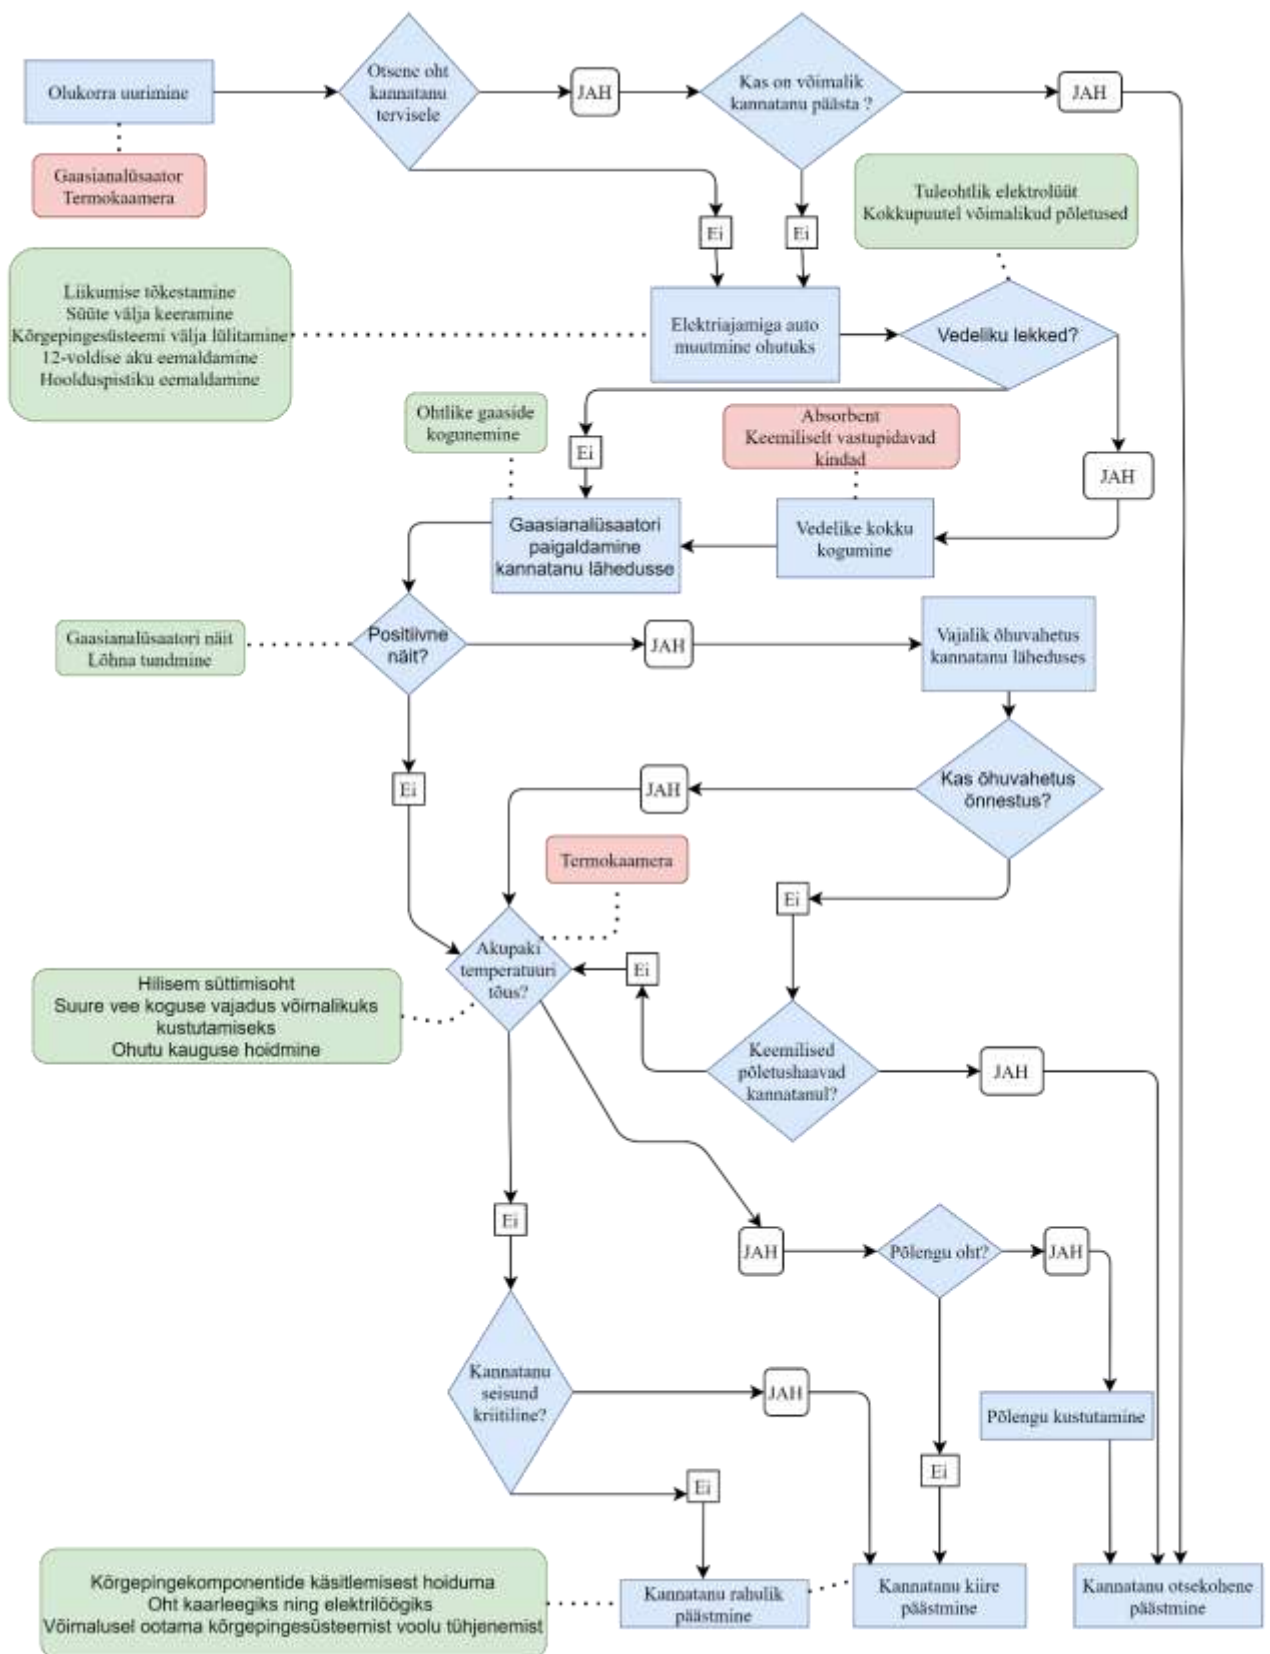 Olukorra uurimine
Otsene oht
kannatanu
tervisele
JAH
Kas on võimalik
kannatanu päästa ?
JAH
Gaasianalüsaator
Termokaamera
Tuleohtlik elektrolüüt
Kokkupuutel võimalikud põletused
Ei
Ei
Liikumise tõkestamine
Süüte välja keeramine
Kõrgepingesüsteemi välja lülitamine
12-voldise aku eemaldamine
Hoolduspistiku eemaldamine
Elektriajamiga auto
muutmine ohutuks
Vedeliku lekked?
Ohtlike gaaside
kogunemine
Ei
Absorbent
Keemiliselt vastupidavad
kindad
JAH
Gaasianalüsaatori
paigaldamine
kannatanu lähedusse
Vedelike kokku
kogumine
Gaasianalüsaatori näit
Lõhna tundmine
Positiivne
näit?
JAH
Vajalik õhuvahetus
kannatanu läheduses
Ei
JAH
Kas õhuvahetus
õnnestus?
Termokaamera
Ei
Akupaki
temperatuuri
tõus?
Ei
Hilisem süttimisoht
Suure vee koguse vajadus võimalikuks
kustutamiseks
Ohutu kauguse hoidmine
Keemilised
põletushaavad
kannatanul?
JAH
Ei
JAH
Põlengu oht?
JAH
Kannatanu
seisund
kriitiline?
JAH
Põlengu kustutamine
Ei
Ei
Kõrgepingekomponentide käsitlemisest hoiduma
Oht kaarleegiks ning elektrilöögiks
Võimalusel ootama kõrgepingesüsteemist voolu tühjenemist
Kannatanu rahulik
päästmine
Kannatanu kiire
päästmine
Kannatanu otsekohene
päästmine